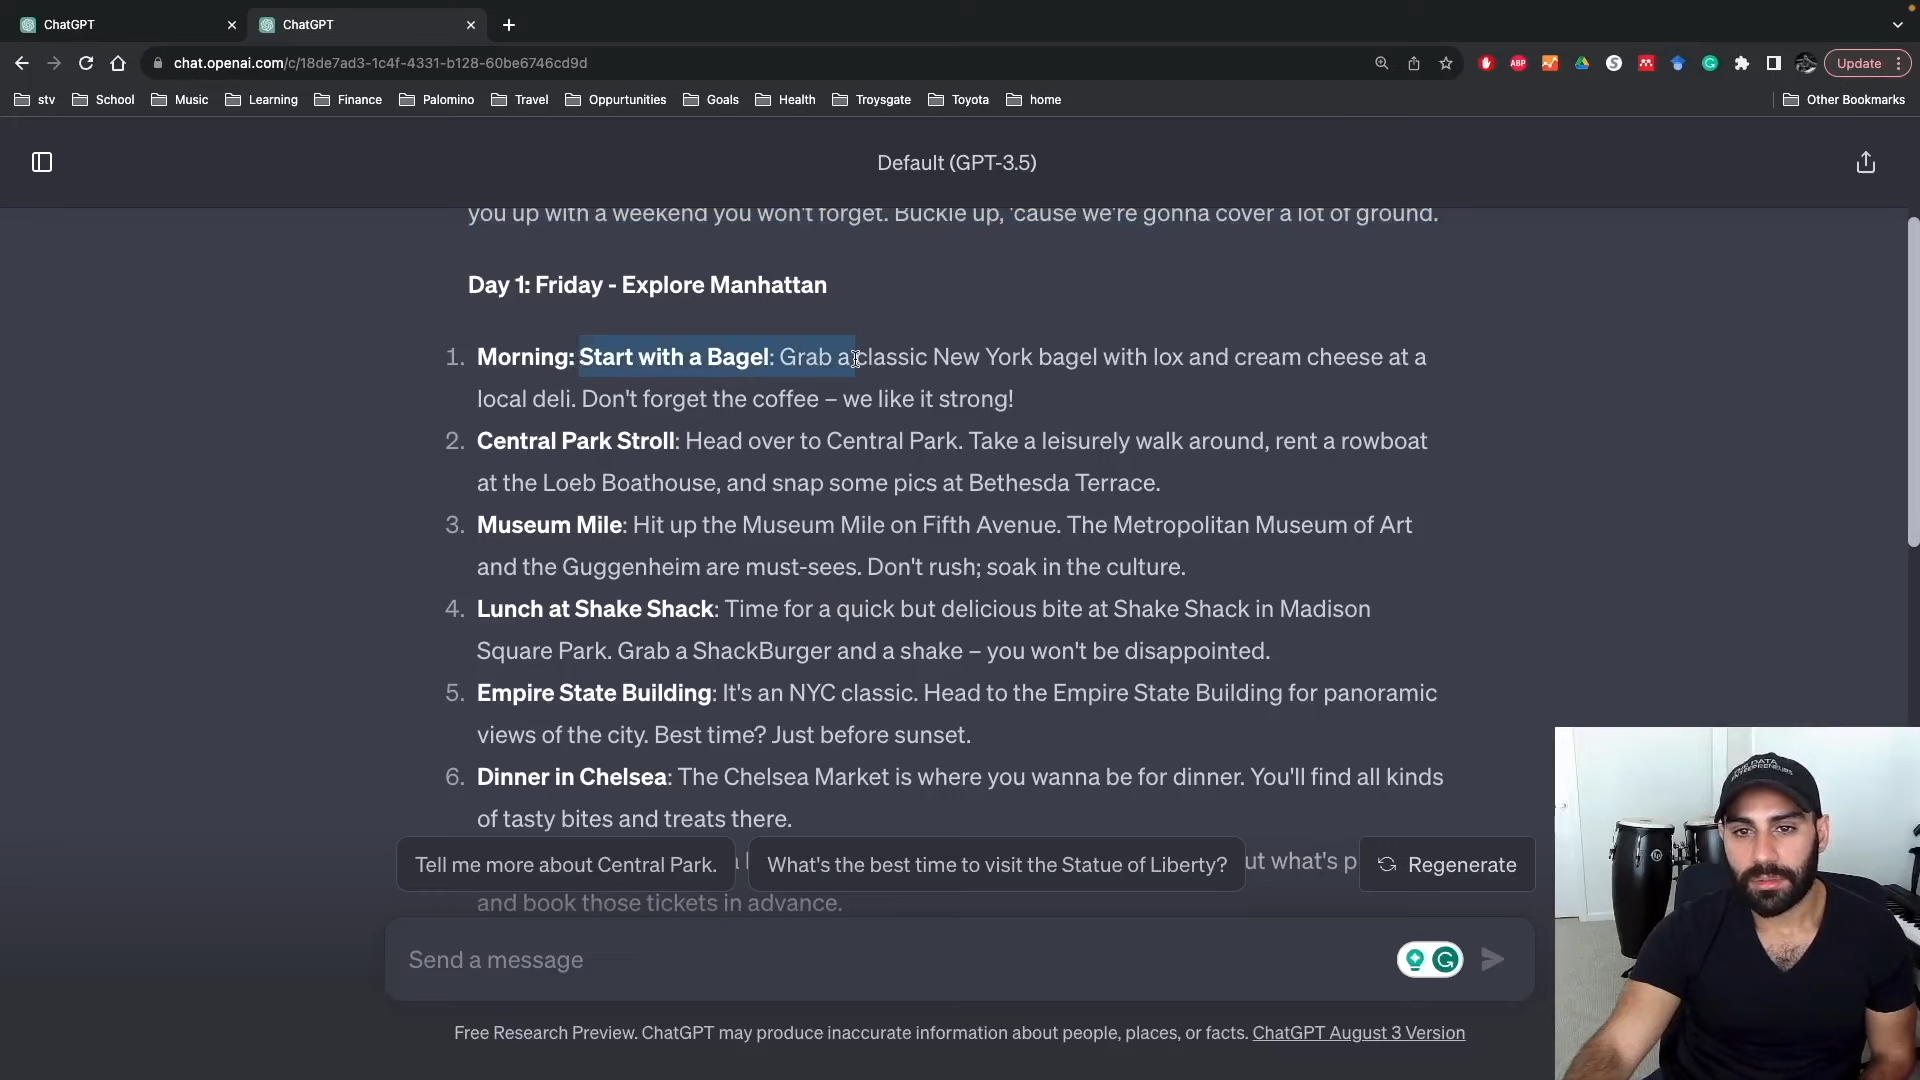 ChatGPT
ChatGPT
chat.openai.com/c/18de7ad3-1c4f-4331-b128-60be6746cd9d
ABP
Update
stv School Music Learning Finance Palomino Travel Oppurtunities Goals Health Troysgate Toyota home Other Bookmarks
Default (GPT-3.5)
you up with a weekend you won't forget. Buckle up, 'cause we're gonna cover a lot of ground.
Day 1: Friday - Explore Manhattan
1. Morning: Start with a Bagel: Grab a classic New York bagel with lox and cream cheese at a
local deli. Don't forget the coffee – we like it strong!
2. Central Park Stroll: Head over to Central Park. Take a leisurely walk around, rent a rowboat
at the Loeb Boathouse, and snap some pics at Bethesda Terrace.
3. Museum Mile: Hit up the Museum Mile on Fifth Avenue. The Metropolitan Museum of Art
and the Guggenheim are must-sees. Don't rush; soak in the culture.
4. Lunch at Shake Shack: Time for a quick but delicious bite at Shake Shack in Madison
Square Park. Grab a ShackBurger and a shake – you won't be disappointed.
5. Empire State Building: It's an NYC classic. Head to the Empire State Building for panoramic
views of the city. Best time? Just before sunset.
6. Dinner in Chelsea: The Chelsea Market is where you wanna be for dinner. You'll find all kinds
of tasty bites and treats there.
Tell me more about Central Park. What's the best time to visit the Statue of Liberty? ut what's p Regenerate
and book those tickets in advance.
Send a message
Free Research Preview. ChatGPT may produce inaccurate information about people, places, or facts. ChatGPT August 3 Version
THE DATA
ENTREPRENEURS